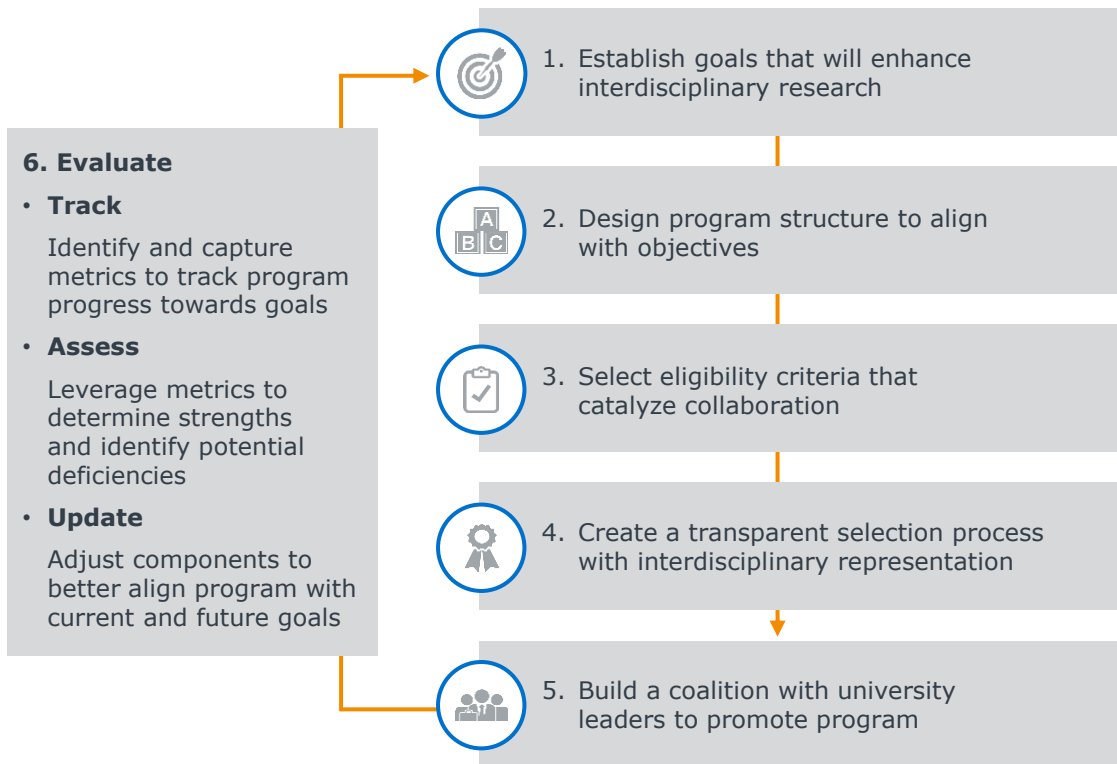 1. Establish goals that will enhance
interdisciplinary research
6. Evaluate
• Track
Identify and capture
metrics to track program
progress towards goals
• Assess
Leverage metrics to
determine strengths
and identify potential
deficiencies
• Update
Adjust components to
better align program with
current and future goals
A
B C
2. Design program structure to align
with objectives
3. Select eligibility criteria that
catalyze collaboration
4. Create a transparent selection process
with interdisciplinary representation
5. Build a coalition with university
leaders to promote program